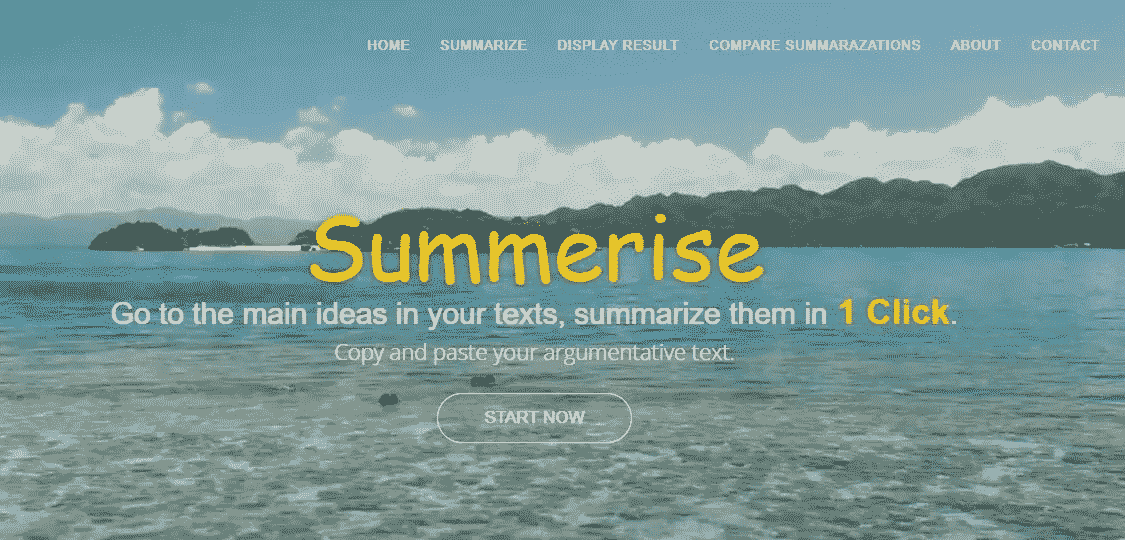 HOME SUMMARIZE DISPLAY RESULT COMPARE SUMMARAZATIONS ABOUT CONTACT
Summerise
Go to the main ideas in your texts, summarize them in 1 Click.
Copy and paste your argumentative text.
START NOW